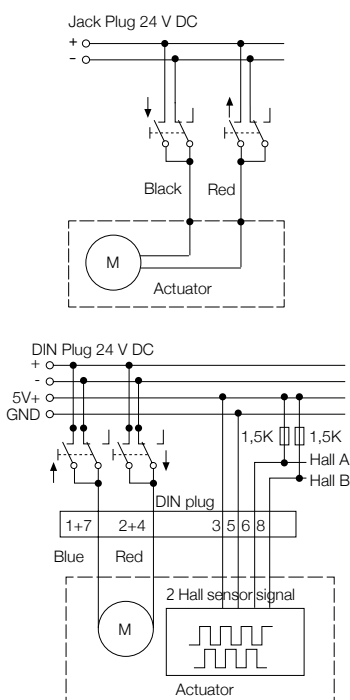 Jack Plug 24 V DC
+
-
Black Red
M
Actuator
DIN Plug 24 V DC
+
-
5V+
GND
1,5K 1,5K
Hall A
Hall B
DIN plug
1+7 2+4 3 5 6 8
Blue Red
2 Hall sensor signal
M
Actuator